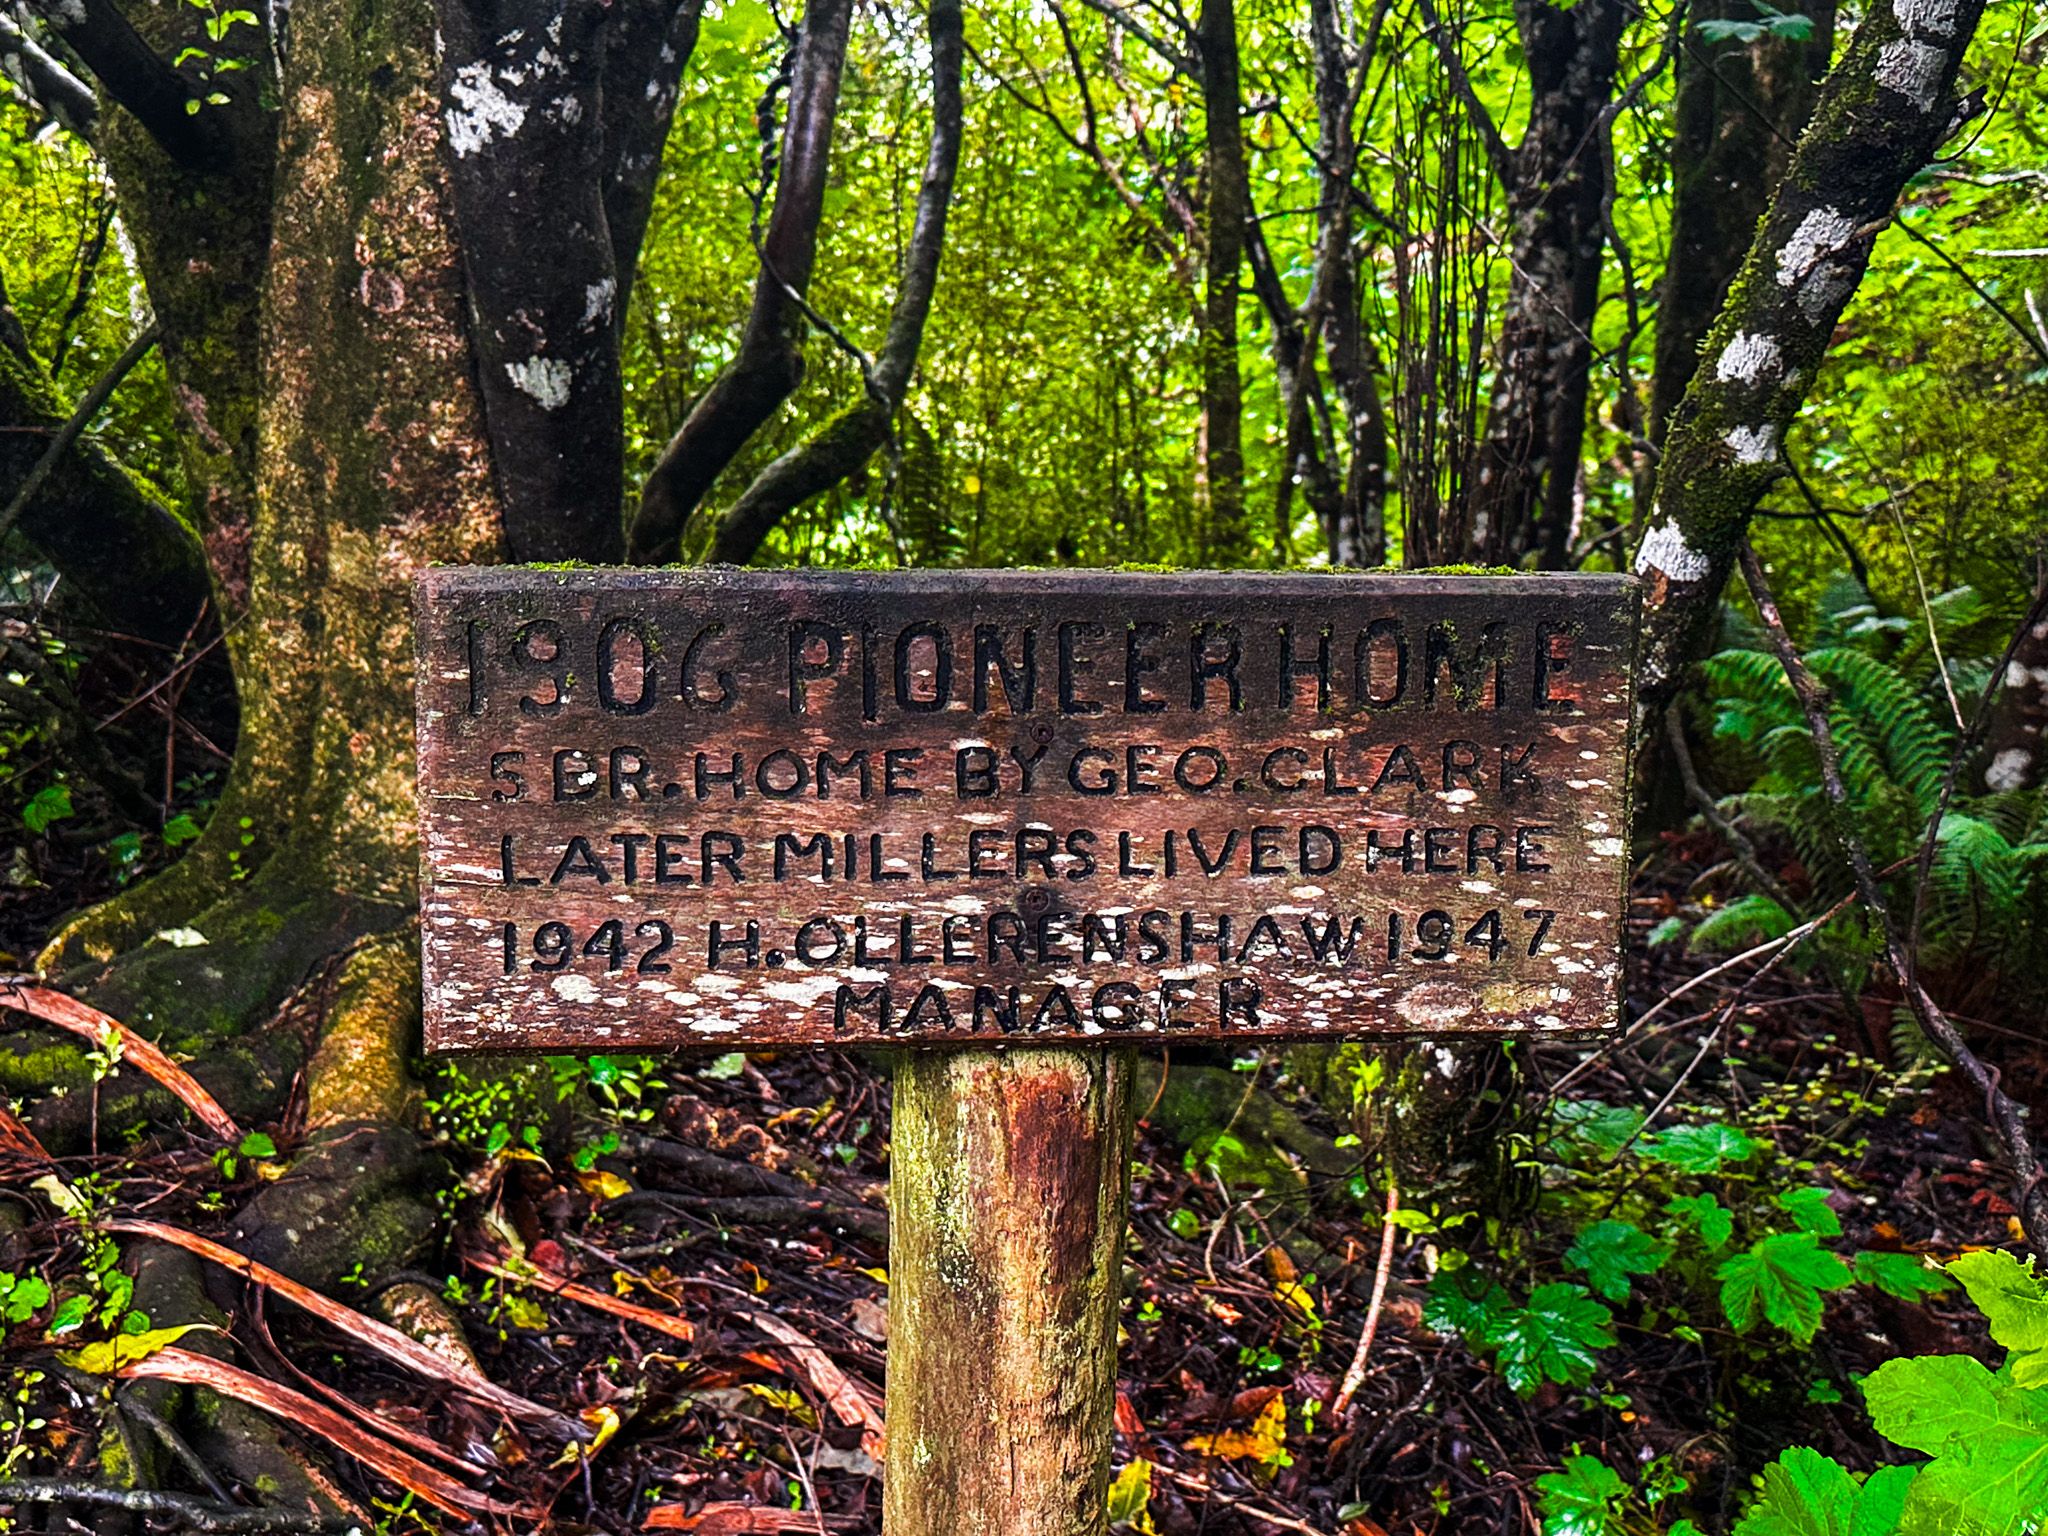 1906 PIONEER HOME
5 BR. HOME BY GEO. CLARK
LATER MILLERS LIVED HERE
1942 H. OLLERENSHAW 1947
MANAGER